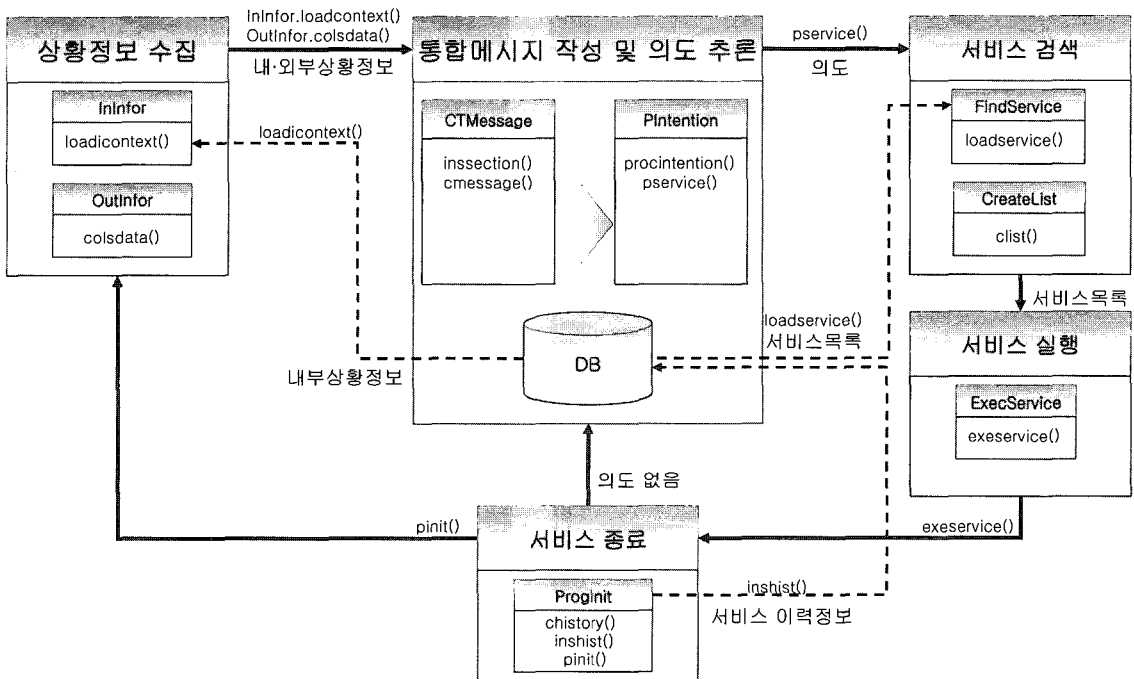 상황정보 수집
InInfor
loadicontext()
OutInfor
colsdata()
InInfor.loadcontext()
OutInfor.colsdata()
내·외부상황정보
통합메시지 작성 및 의도 추론
CTMessage
inssection()
cmessage()
PIntention
procintention()
pservice()
DB
loadicontext()
내부상황정보
pservice()
의도
서비스 검색
FindService
loadservice()
CreateList
clist()
loadservice()
서비스목록
서비스목록
서비스 실행
ExecService
exeservice()
exeservice()
의도 없음
pinit()
서비스 종료
ProgInit
chistory()
inshist()
pinit()
inshist()
서비스 이력정보